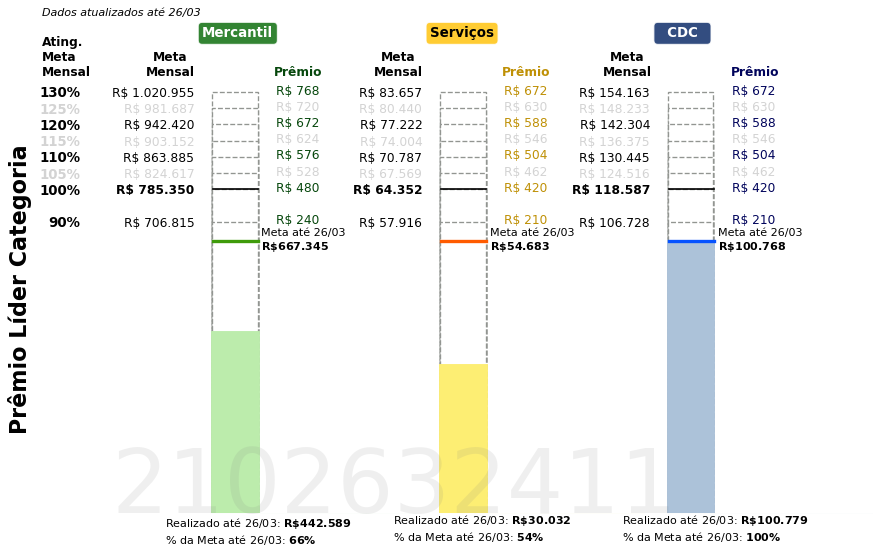 Dados atualizados até 26/03
Mercantil Serviços CDC
Ating. Meta Mensal Meta Mensal Prêmio Meta Mensal Prêmio Meta Mensal Prêmio
130% R$ 1.020.955 R$ 768 R$ 83.657 R$ 672 R$ 154.163 R$ 672
125% R$ 981.687 R$ 720 R$ 80.440 R$ 630 R$ 148.233 R$ 630
120% R$ 942.420 R$ 672 R$ 77.222 R$ 588 R$ 142.304 R$ 588
115% R$ 903.152 R$ 624 R$ 74.004 R$ 546 R$ 136.375 R$ 546
110% R$ 863.885 R$ 576 R$ 70.787 R$ 504 R$ 130.445 R$ 504
105% R$ 824.617 R$ 528 R$ 67.569 R$ 462 R$ 124.516 R$ 462
100% R$ 785.350 R$ 480 R$ 64.352 R$ 420 R$ 118.587 R$ 420
90% R$ 706.815 R$ 240 R$ 57.916 R$ 210 R$ 106.728 R$ 210
Meta até 26/03 Meta até 26/03 Meta até 26/03
R$667.345 R$54.683 R$100.768
Prêmio Líder Categoria
2102632411
Realizado até 26/03: R$442.589 Realizado até 26/03: R$30.032 Realizado até 26/03: R$100.779
% da Meta até 26/03: 66% % da Meta até 26/03: 54% % da Meta até 26/03: 100%